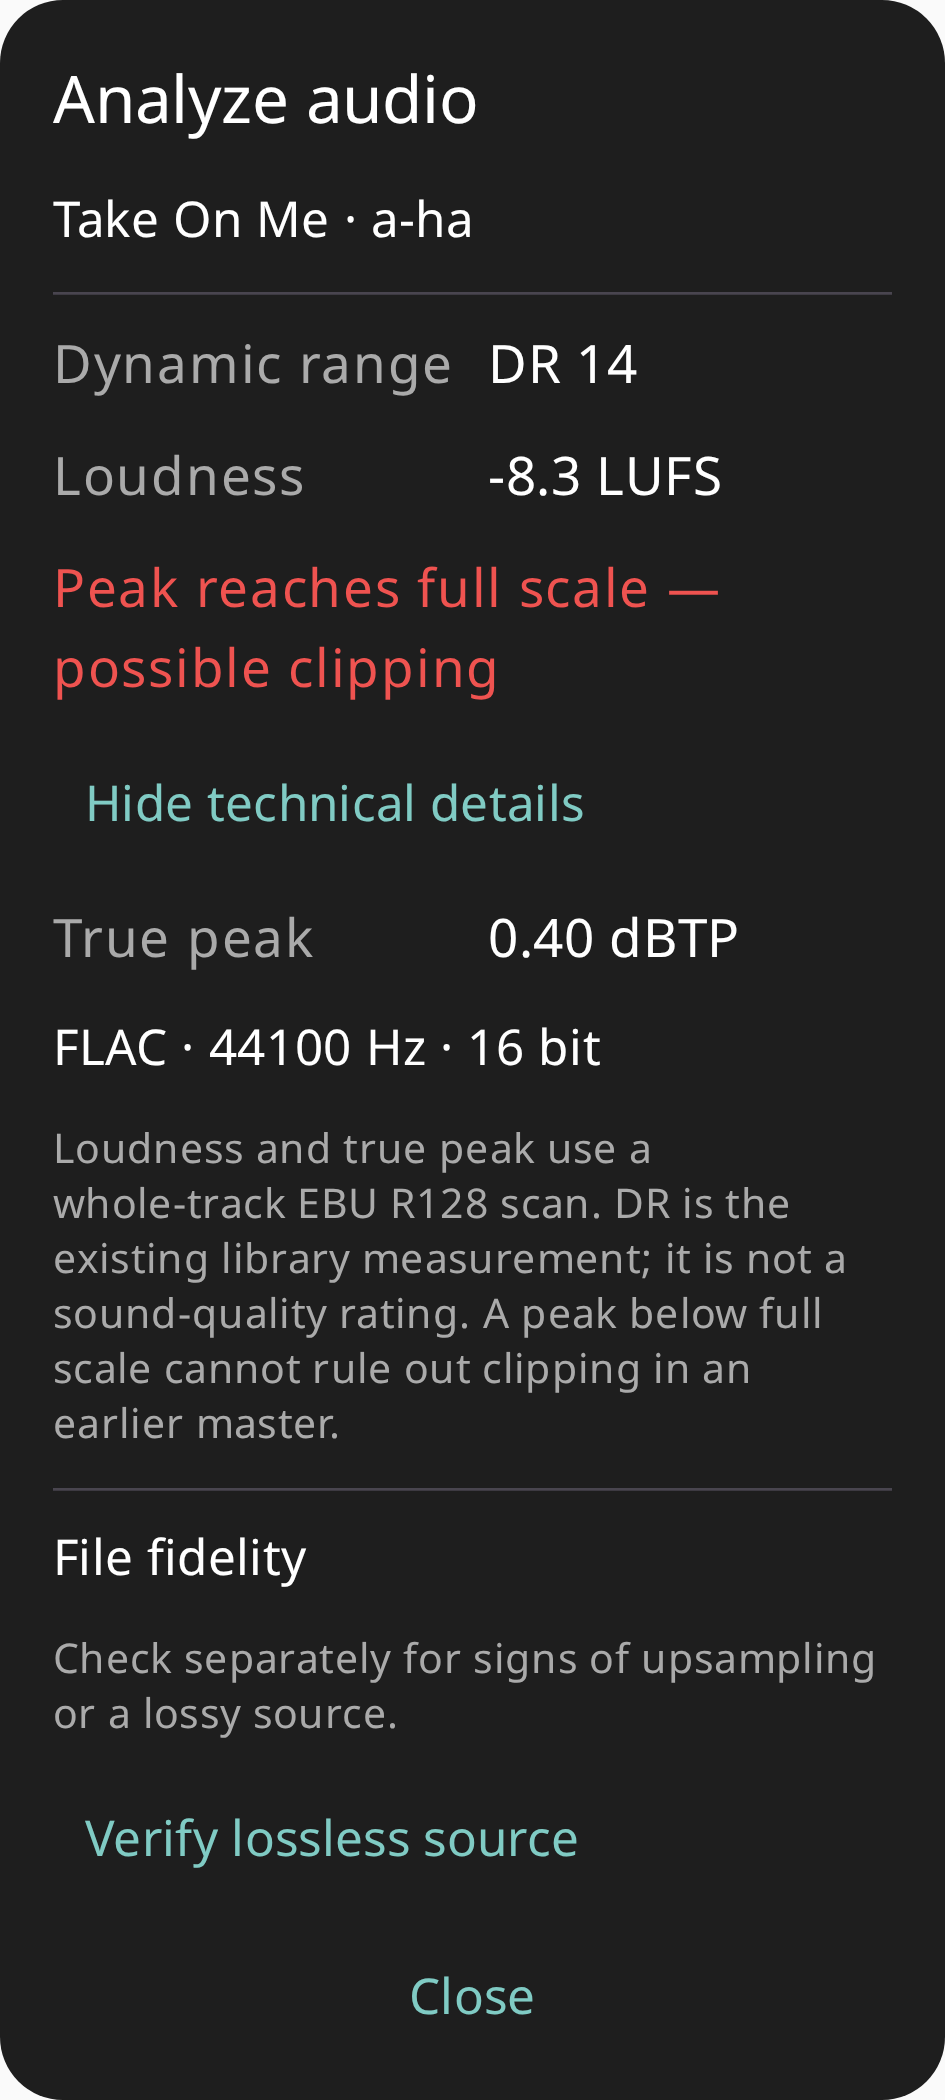 Analyze audio
Take On Me · a-ha
Dynamic range DR 14
Loudness -8.3 LUFS
Peak reaches full scale —
possible clipping
Hide technical details
True peak 0.40 dBTP
FLAC · 44100 Hz · 16 bit
Loudness and true peak use a
whole-track EBU R128 scan. DR is the
existing library measurement; it is not a
sound-quality rating. A peak below full
scale cannot rule out clipping in an
earlier master.
File fidelity
Check separately for signs of upsampling
or a lossy source.
Verify lossless source
Close